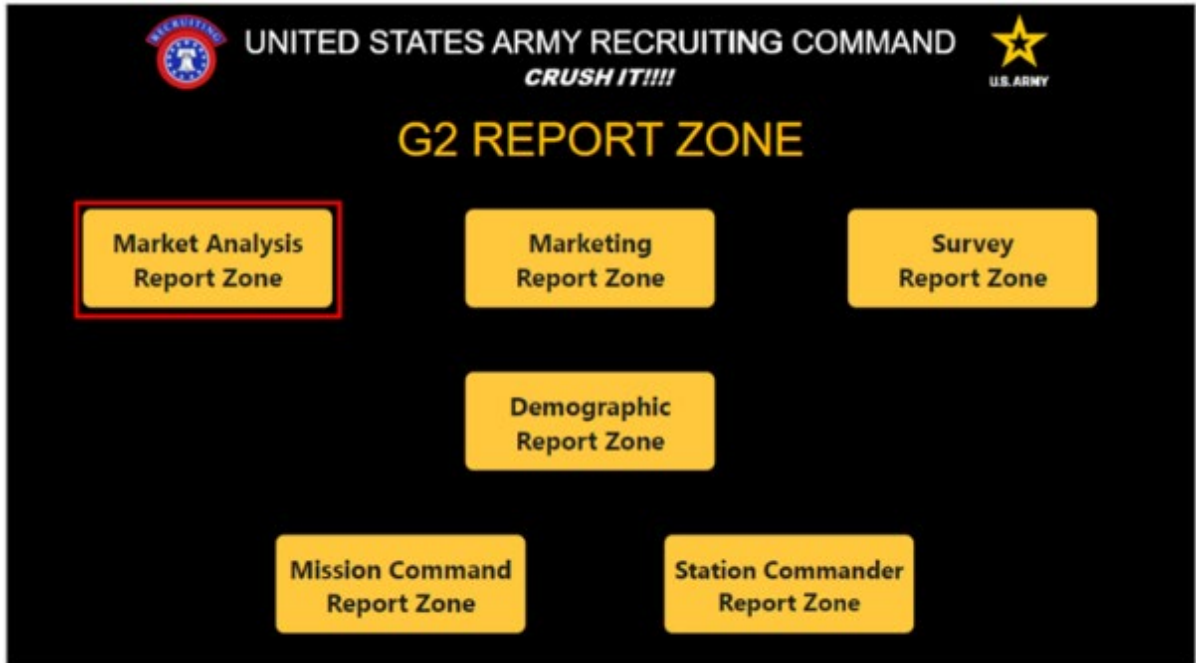 RECRUITING
UNITED STATES ARMY RECRUITING COMMAND
CRUSH IT!!!!
U.S. ARMY
G2 REPORT ZONE
Market Analysis
Report Zone
Marketing
Report Zone
Survey
Report Zone
Demographic
Report Zone
Mission Command
Report Zone
Station Commander
Report Zone